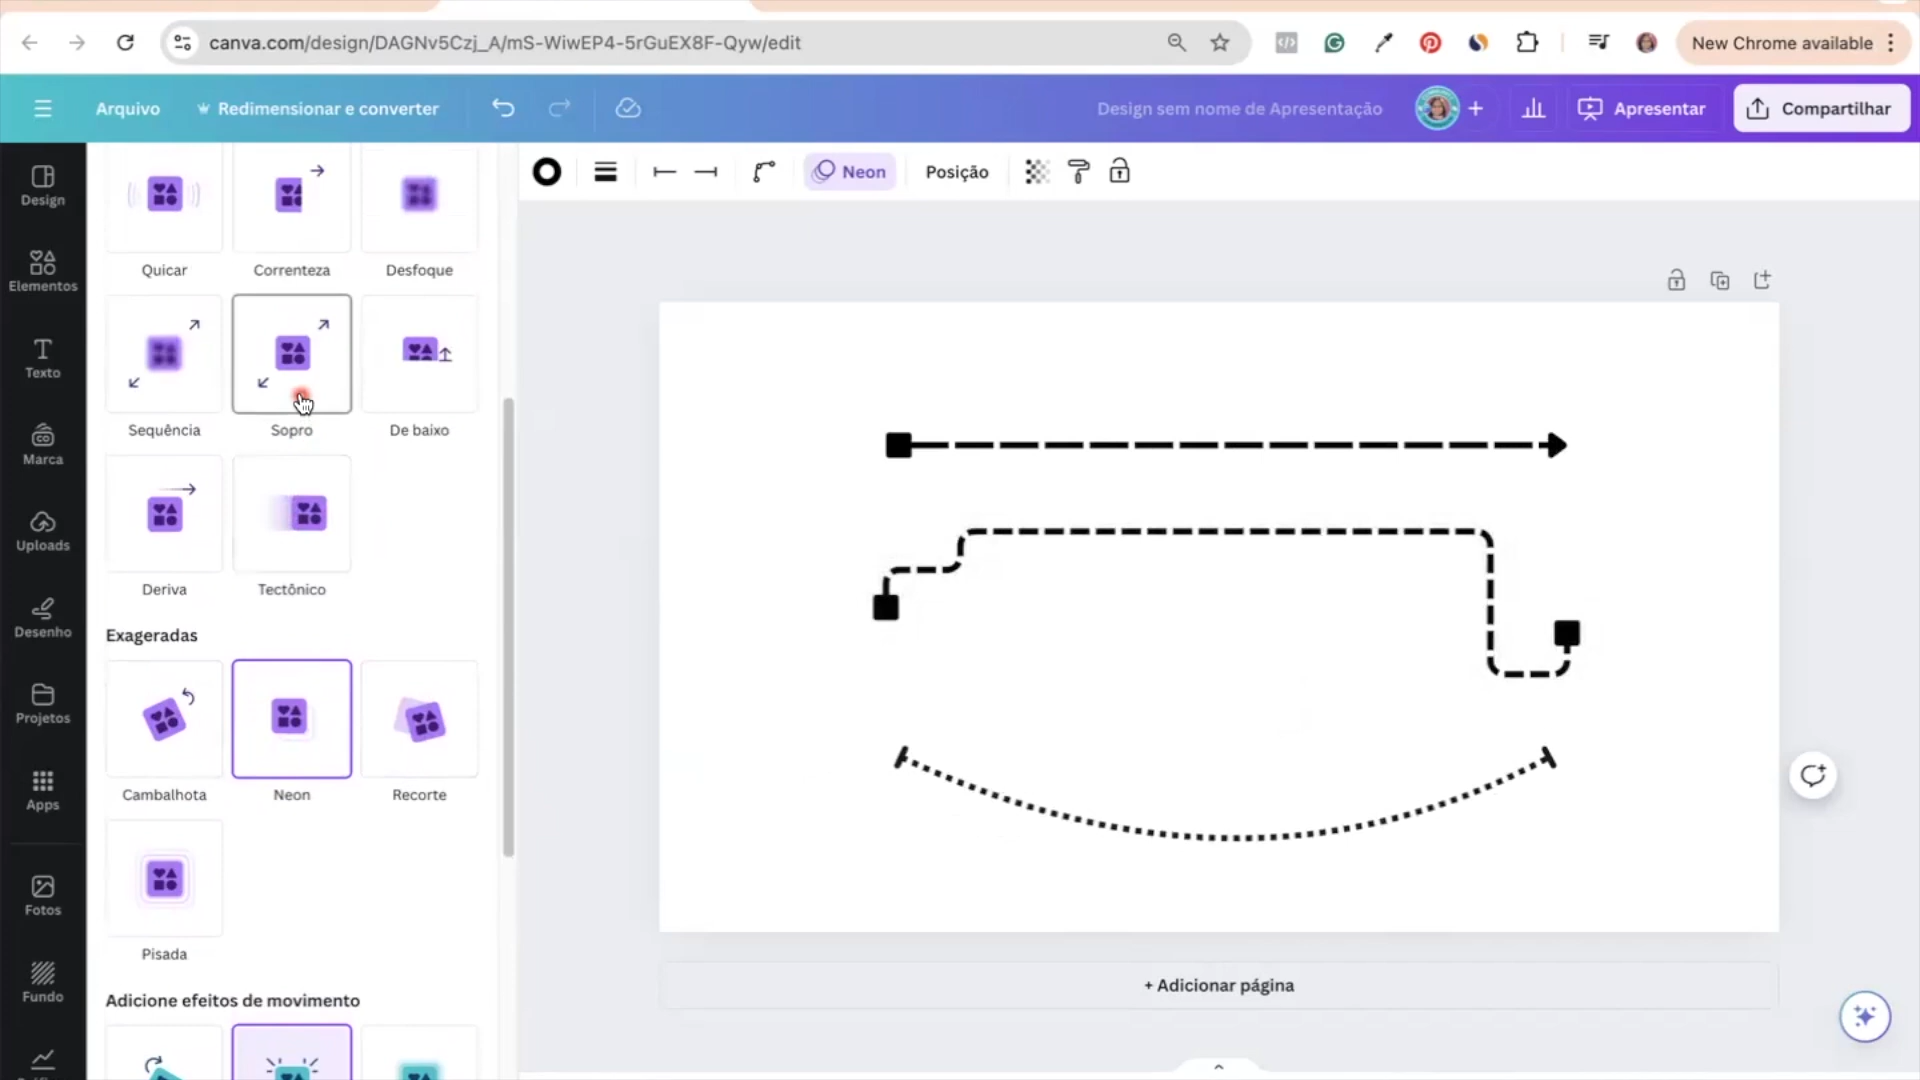 canva.com/design/DAGNv5Czj_A/mS-WiwEP4-5rGuEX8F-Qyw/edit
New Chrome available
Arquivo
Redimensionar e converter
Design sem nome de Apresentação
Apresentar
Compartilhar
Neon
Posição
Design
Elementos
Texto
Marca
Uploads
Desenho
Projetos
Apps
Fotos
Fundo
Quicar
Correnteza
Desfoque
Sequência
Sopro
De baixo
Deriva
Tectônico
Exageradas
Cambalhota
Neon
Recorte
Pisada
Adicione efeitos de movimento
+ Adicionar página